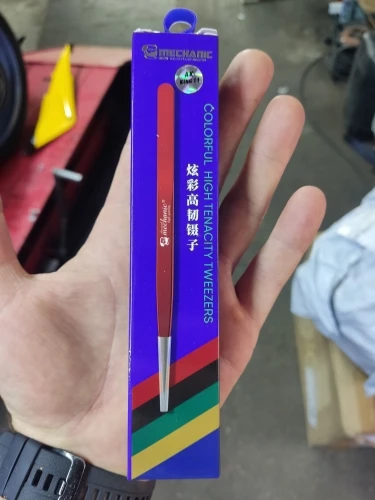 MECHANIC
COLORFUL HIGH TENACITY TWEEZERS
炫彩高韧镊子
mechanic